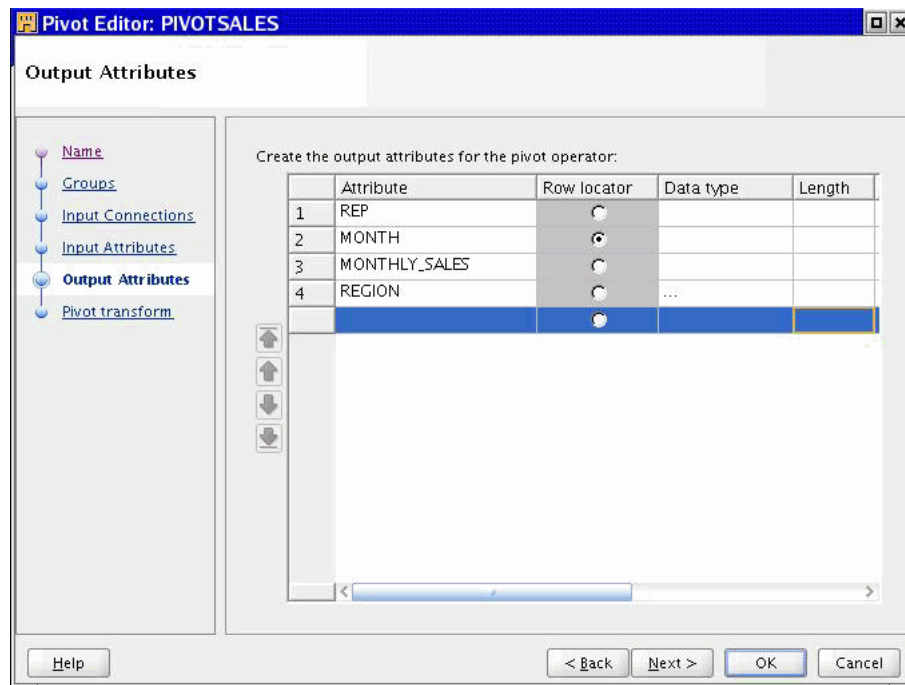 Pivot Editor: PIVOTSALES
Output Attributes
Name
Groups
Input Connections
Input Attributes
Output Attributes
Pivot transform
Create the output attributes for the pivot operator:
Attribute Row locator Data type Length
1 REP
2 MONTH
3 MONTHLY_SALES
4 REGION ...
Help < Back Next > OK Cancel